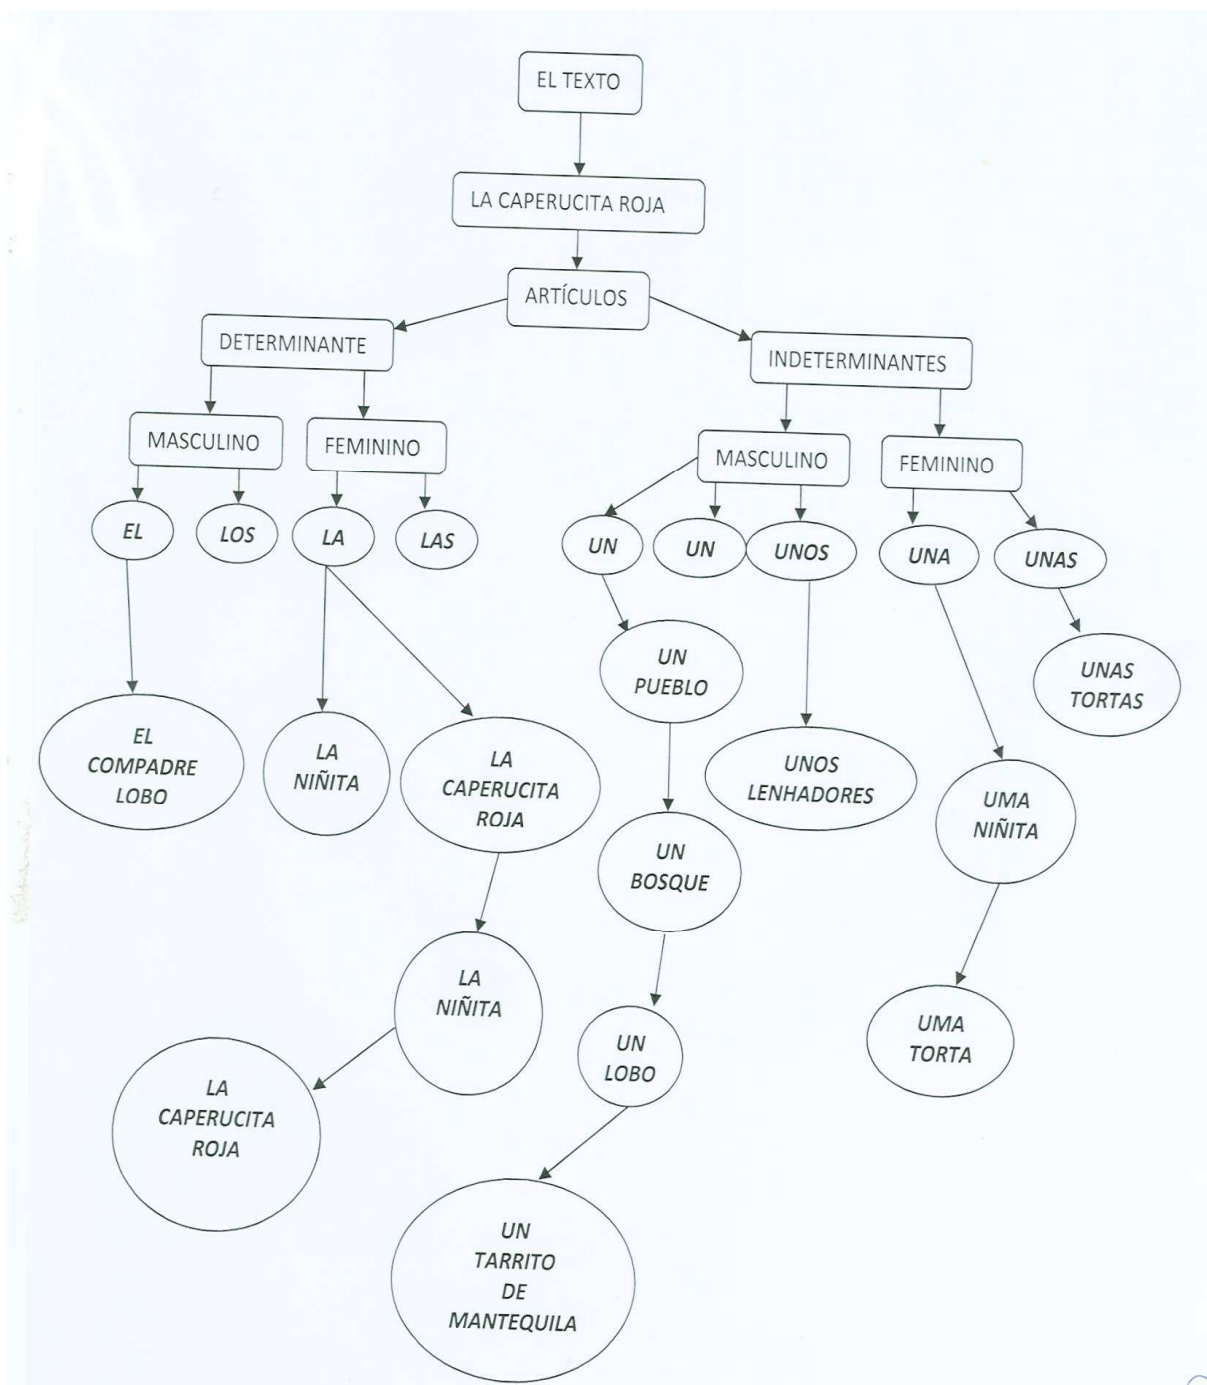 EL TEXTO
LA CAPERUCITA ROJA
ARTÍCULOS
DETERMINANTE
INDETERMINANTES
MASCULINO
FEMININO
MASCULINO
FEMININO
EL
LOS
LA
LAS
UN
UN
UNOS
UNA
UNAS
UN
PUEBLO
UNAS
TORTAS
EL
COMPADRE
LOBO
LA
NIÑITA
LA
CAPERUCITA
ROJA
UNOS
LENHADORES
UMA
NIÑITA
UN
BOSQUE
LA
NIÑITA
UN
LOBO
UMA
TORTA
LA
CAPERUCITA
ROJA
UN
TARRITO
DE
MANTEQUILA